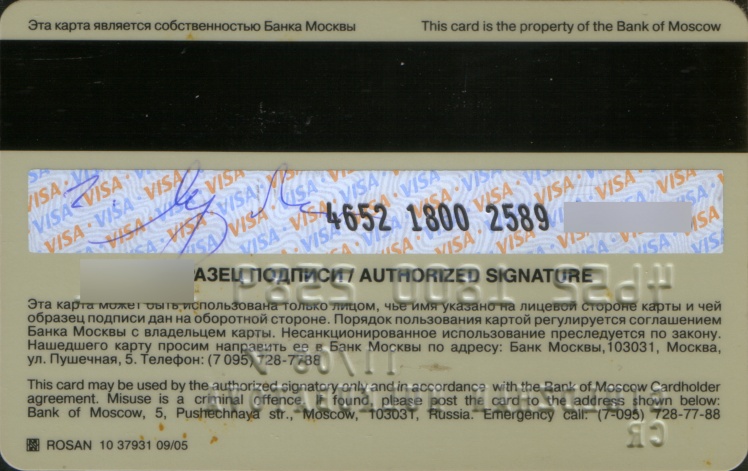 Эта карта является собственностью Банка Москвы
This card is the property of the Bank of Moscow
VISA
4652 1800 2589
ПОДПИСИ / AUTHORIZED SIGNATURE
Эта карта может быть использована только лицом, чье имя указано на лицевой стороне карты и чей
образец подписи дан на оборотной стороне. Порядок пользования картой регулируется соглашением
Банка Москвы с владельцем карты. Несанкционированное использование преследуется по закону.
Нашедшего карту просим направить ее в Банк Москвы по адресу: Банк Москвы,103031, Москва,
ул. Пушечная, 5. Телефон: (7 095) 728-7788
This card may be used by the authorized signatory only and in accordance with the Bank of Moscow Cardholder
agreement. Misuse is a criminal offence. If found, please post the card to the address shown below:
Bank of Moscow, 5, Pushechnaya str., Moscow, 103031, Russia. Emergency call: (7-095) 728-77-88
ROSAN 10 37931 09/05